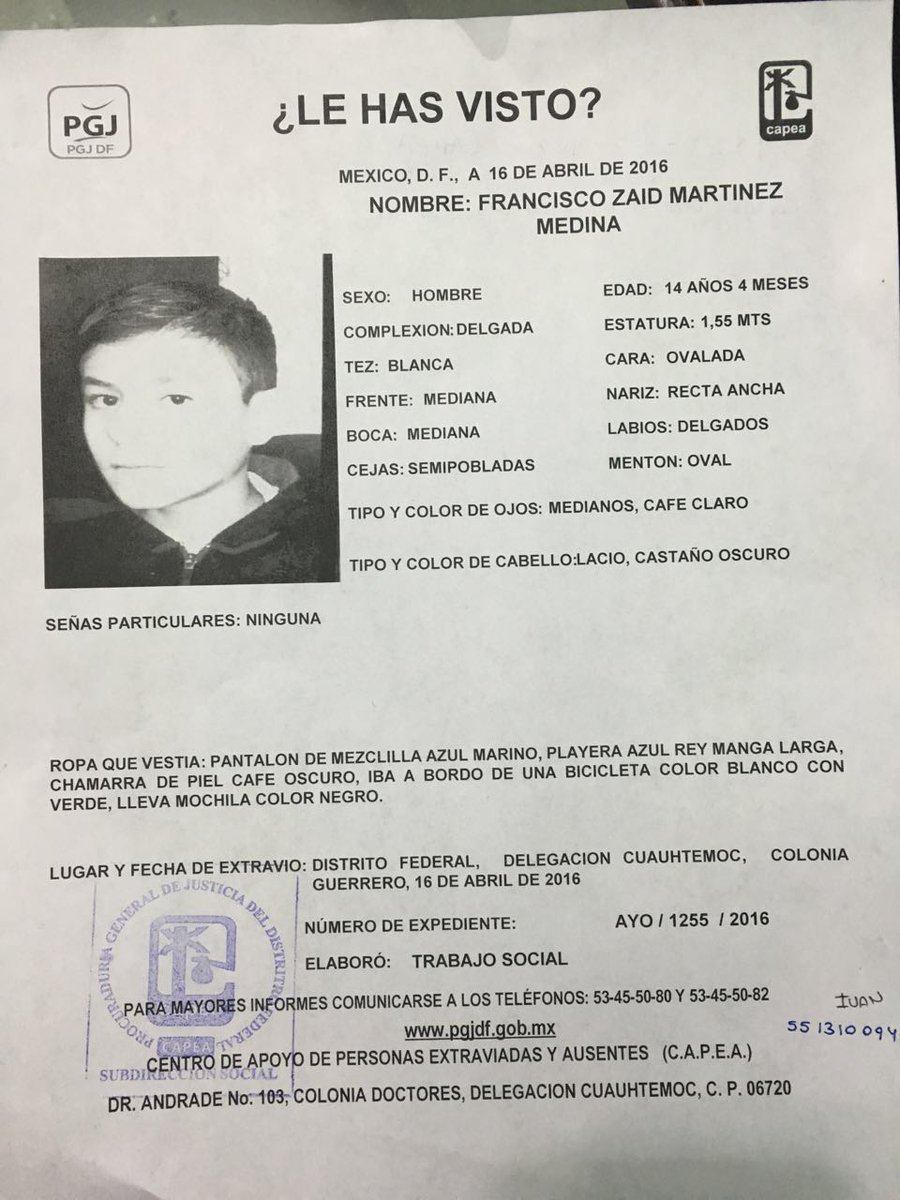 PGJ
PGJ DF
¿LE HAS VISTO?
capea
MEXICO, D. F., A 16 DE ABRIL DE 2016
NOMBRE: FRANCISCO ZAID MARTINEZ
MEDINA
SEXO: HOMBRE EDAD: 14 AÑOS 4 MESES
COMPLEXION: DELGADA ESTATURA: 1,55 MTS
TEZ: BLANCA CARA: OVALADA
FRENTE: MEDIANA NARIZ: RECTA ANCHA
BOCA: MEDIANA LABIOS: DELGADOS
CEJAS: SEMIPOBLADAS MENTON: OVAL
TIPO Y COLOR DE OJOS: MEDIANOS, CAFE CLARO
TIPO Y COLOR DE CABELLO:LACIO, CASTAÑO OSCURO
SEÑAS PARTICULARES: NINGUNA
ROPA QUE VESTIA: PANTALON DE MEZCLILLA AZUL MARINO, PLAYERA AZUL REY MANGA LARGA,
CHAMARRA DE PIEL CAFE OSCURO, IBA A BORDO DE UNA BICICLETA COLOR BLANCO CON
VERDE, LLEVA MOCHILA COLOR NEGRO.
LUGAR Y FECHA DE EXTRAVIO: DISTRITO FEDERAL, DELEGACION CUAUHTEMOC, COLONIA
GUERRERO, 16 DE ABRIL DE 2016
NÚMERO DE EXPEDIENTE: AYO / 1255 / 2016
ELABORÓ: TRABAJO SOCIAL
PROCURADURIA GENERAL DE JUSTICIA DEL DISTRITO FEDERAL
CAPEA
SUBDIRECCION SOCIAL
PARA MAYORES INFORMES COMUNICARSE A LOS TELÉFONOS: 53-45-50-80 Y 53-45-50-82
IVAN
551310094
www.pgjdf.gob.mx
CENTRO DE APOYO DE PERSONAS EXTRAVIADAS Y AUSENTES (C.A.P.E.A.)
DR. ANDRADE No: 103, COLONIA DOCTORES, DELEGACION CUAUHTEMOC, C. P. 06720